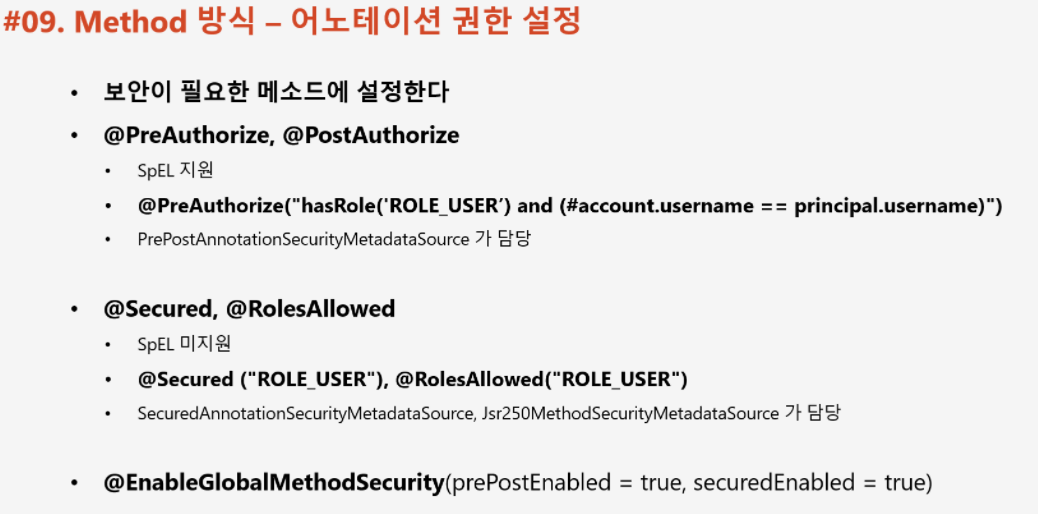 #09. Method 방식 – 어노테이션 권한 설정
• 보안이 필요한 메소드에 설정한다
• @PreAuthorize, @PostAuthorize
• SpEL 지원
• @PreAuthorize("hasRole('ROLE_USER’) and (#account.username == principal.username)")
• PrePostAnnotationSecurityMetadataSource 가 담당
• @Secured, @RolesAllowed
• SpEL 미지원
• @Secured ("ROLE_USER"), @RolesAllowed("ROLE_USER")
• SecuredAnnotationSecurityMetadataSource, Jsr250MethodSecurityMetadataSource 가 담당
• @EnableGlobalMethodSecurity(prePostEnabled = true, securedEnabled = true)